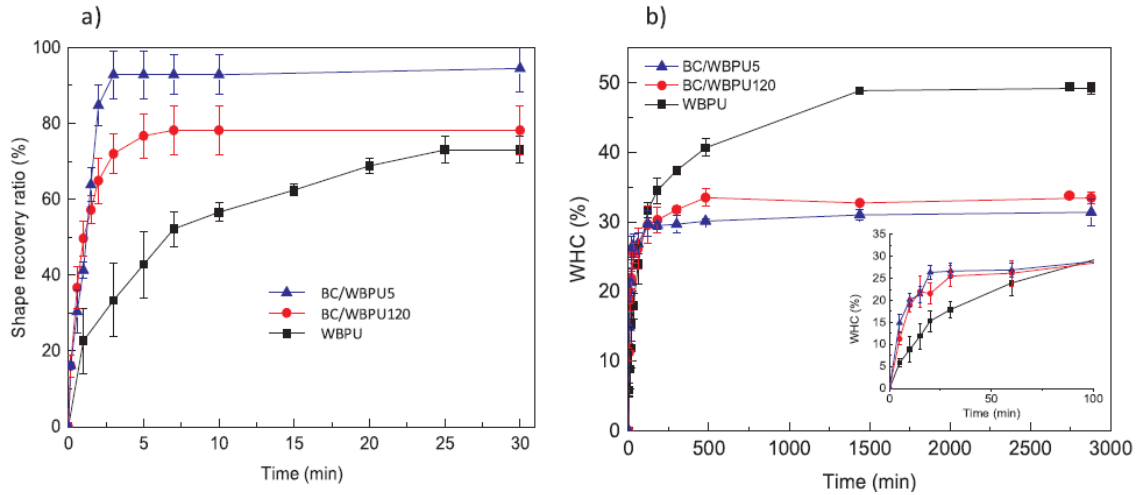 a)
Shape recovery ratio (%)
100
80
60
40
20
0
BC/WBPU5
BC/WBPU120
WBPU
0 5 10 15 20 25 30
Time (min)
b)
WHC (%)
50
40
30
20
10
0
BC/WBPU5
BC/WBPU120
WBPU
WHC (%)
35
30
25
20
15
10
5
0
0 50 100
Time (min)
0 500 1000 1500 2000 2500 3000
Time (min)